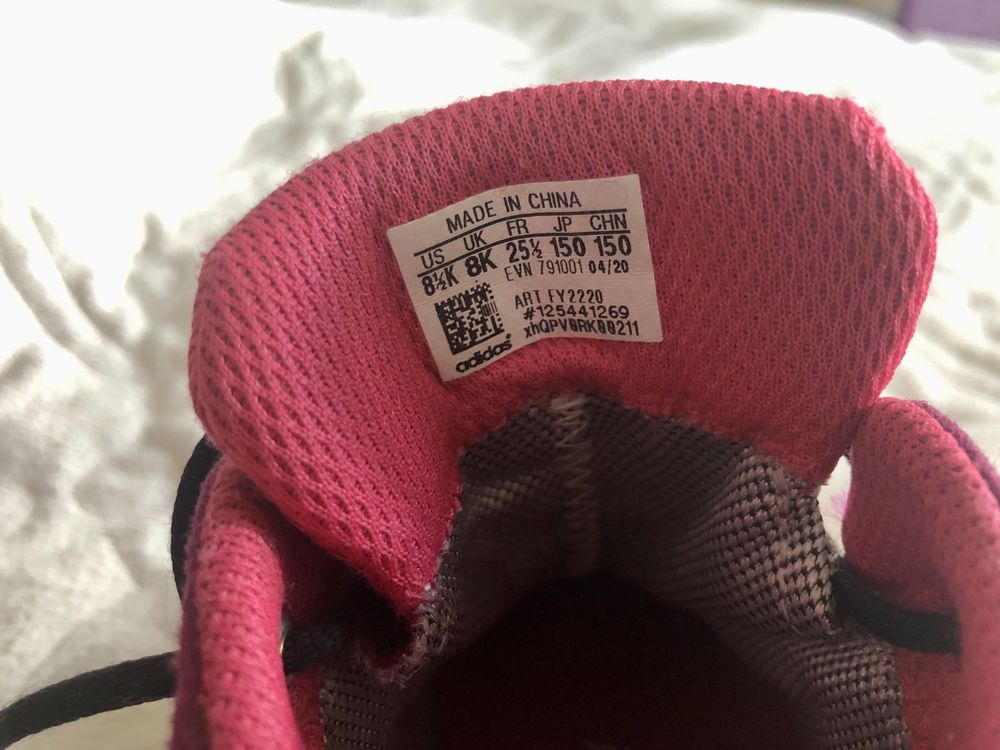 MADE IN CHINA
US UK FR JP CHN
8½K 8K 25½ 150 150
EVN 791001 04/20
ART FY2220
#125441269
xhQPV0RK00211
adidas